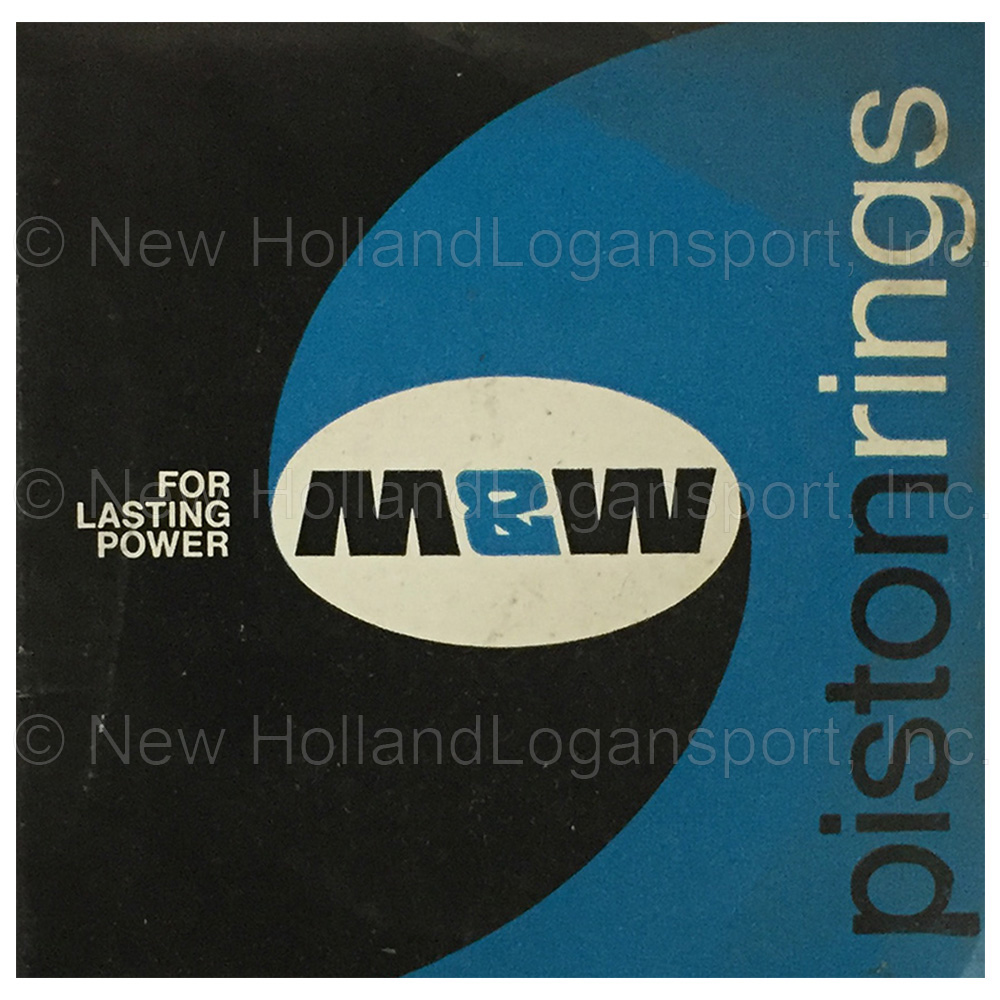 © New HollandLogansport, Inc.
FOR
LASTING
POWER
M&W
© New HollandLogansport, Inc.
© New HollandLogansport, Inc.
pistonrings